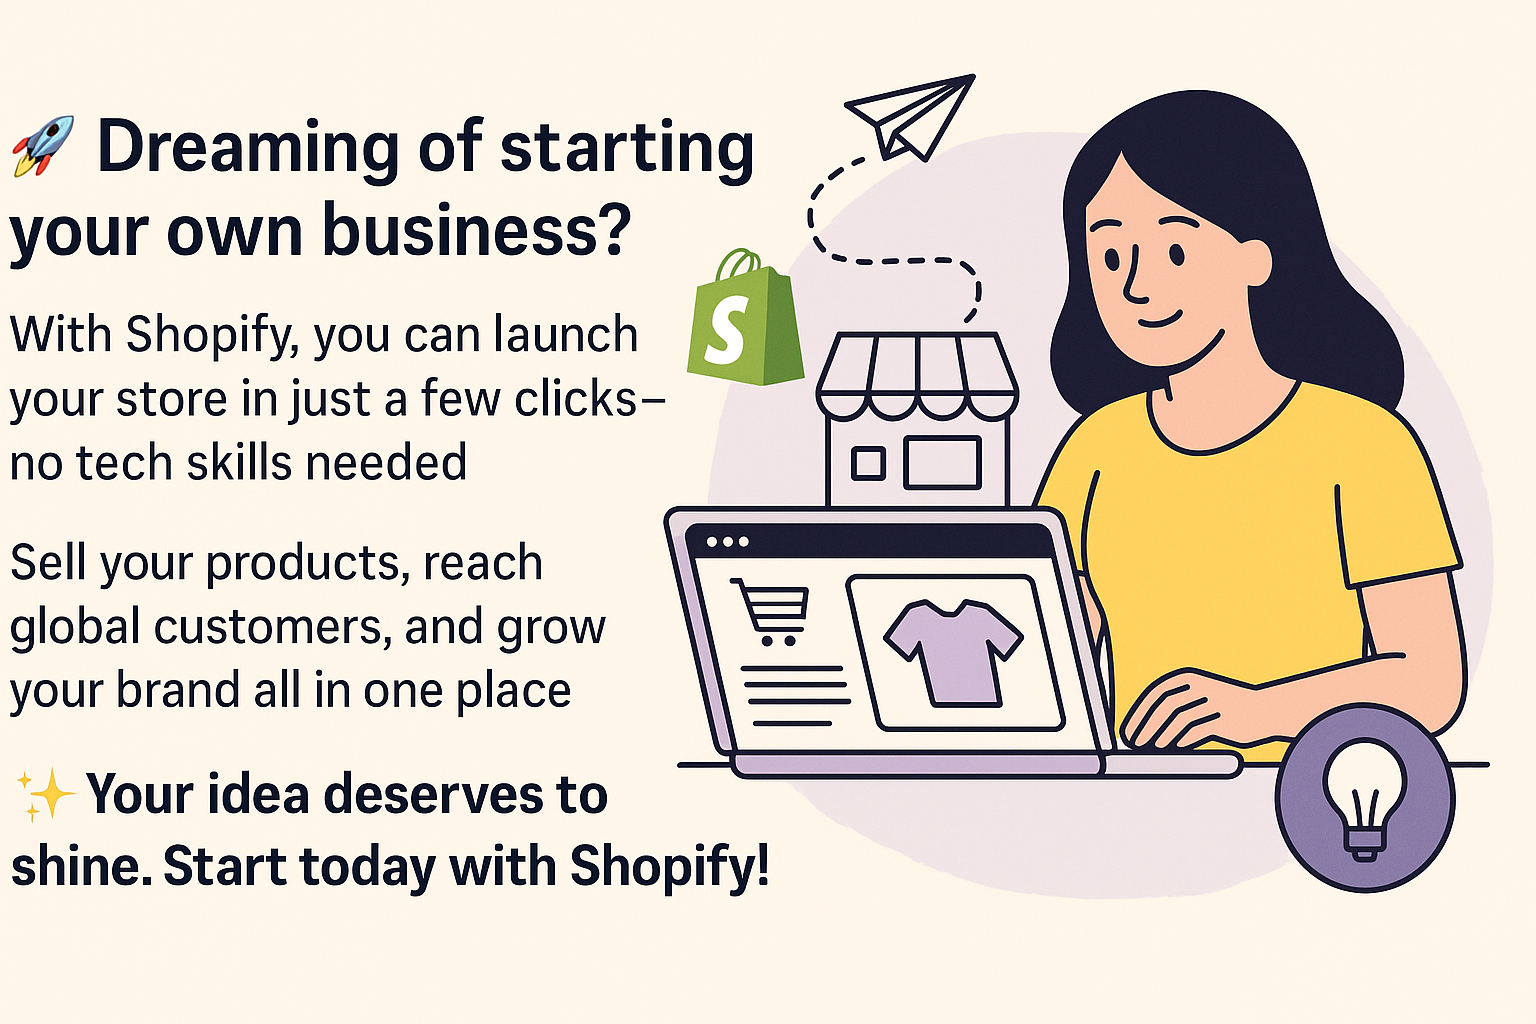 🚀 Dreaming of starting
your own business?
With Shopify, you can launch
your store in just a few clicks–
no tech skills needed
Sell your products, reach
global customers, and grow
your brand all in one place
✨ Your idea deserves to
shine. Start today with Shopify!
S